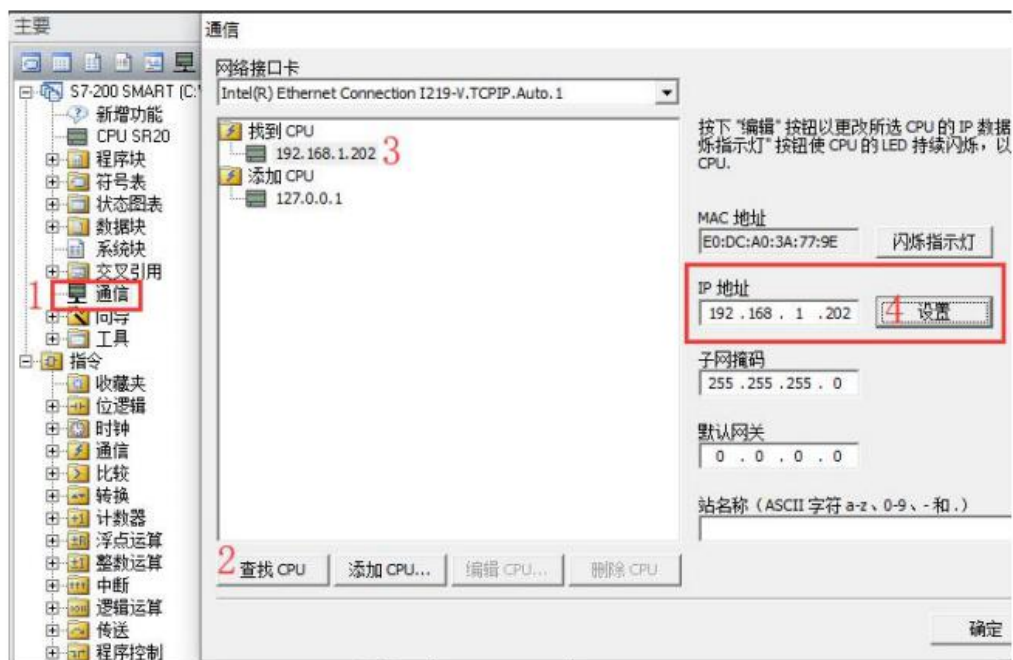 主要
通信
网络接口卡
Intel(R) Ethernet Connection I219-V.TCPIP.Auto.1
S7-200 SMART (C:\
新增功能
CPU SR20
程序块
符号表
状态图表
数据块
系统块
交叉引用
1 通信
向导
工具
指令
收藏夹
位逻辑
时钟
通信
比较
转换
计数器
浮点运算
整数运算
中断
逻辑运算
传送
程序控制
找到 CPU
192.168.1.202 3
添加 CPU
127.0.0.1
2 查找 CPU
添加 CPU...
编辑 CPU...
删除 CPU
按下 "编辑" 按钮以更改所选 CPU 的 IP 数据
烁指示灯" 按钮使 CPU 的 LED 持续闪烁，以
CPU.
MAC 地址
E0:DC:A0:3A:77:9E 闪烁指示灯
IP 地址
192 .168 . 1 .202 4 设置
子网掩码
255 .255 .255 . 0
默认网关
0 . 0 . 0 . 0
站名称（ASCII 字符 a-z、0-9、- 和 .）
确定